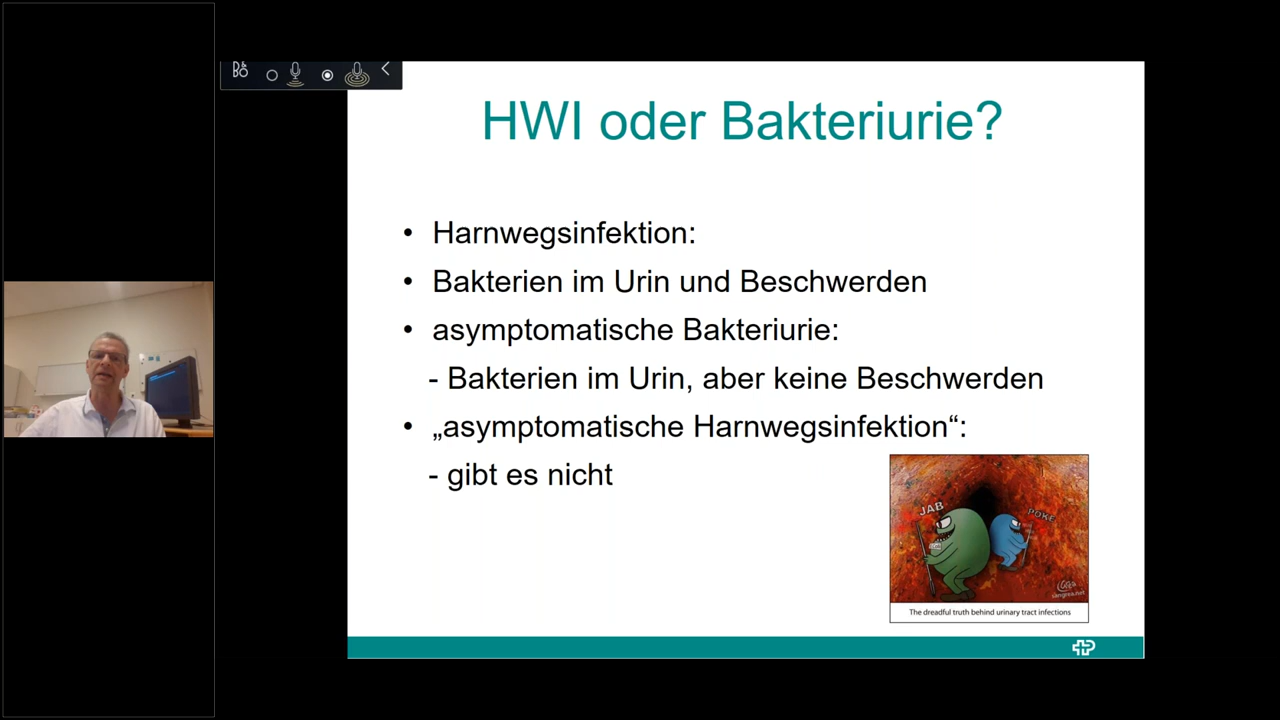 HWI oder Bakteriurie?
• Harnwegsinfektion:
• Bakterien im Urin und Beschwerden
• asymptomatische Bakteriurie:
- Bakterien im Urin, aber keine Beschwerden
• „asymptomatische Harnwegsinfektion“:
- gibt es nicht
JAB
POKE
The dreadful truth behind urinary tract infections